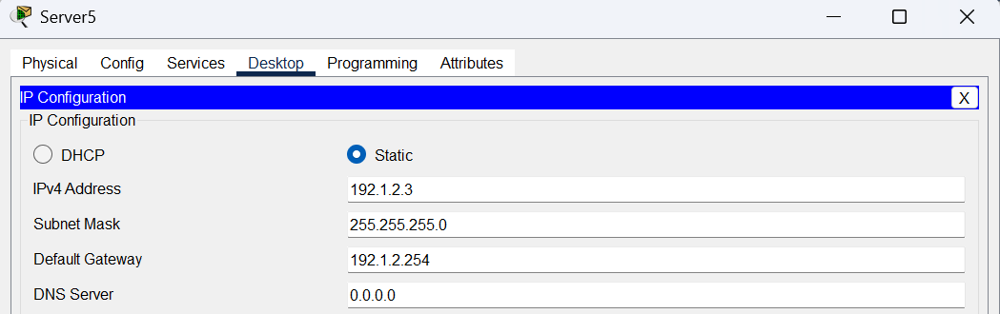 Server5
Physical Config Services Desktop Programming Attributes
IP Configuration X
IP Configuration
DHCP Static
IPv4 Address 192.1.2.3
Subnet Mask 255.255.255.0
Default Gateway 192.1.2.254
DNS Server 0.0.0.0